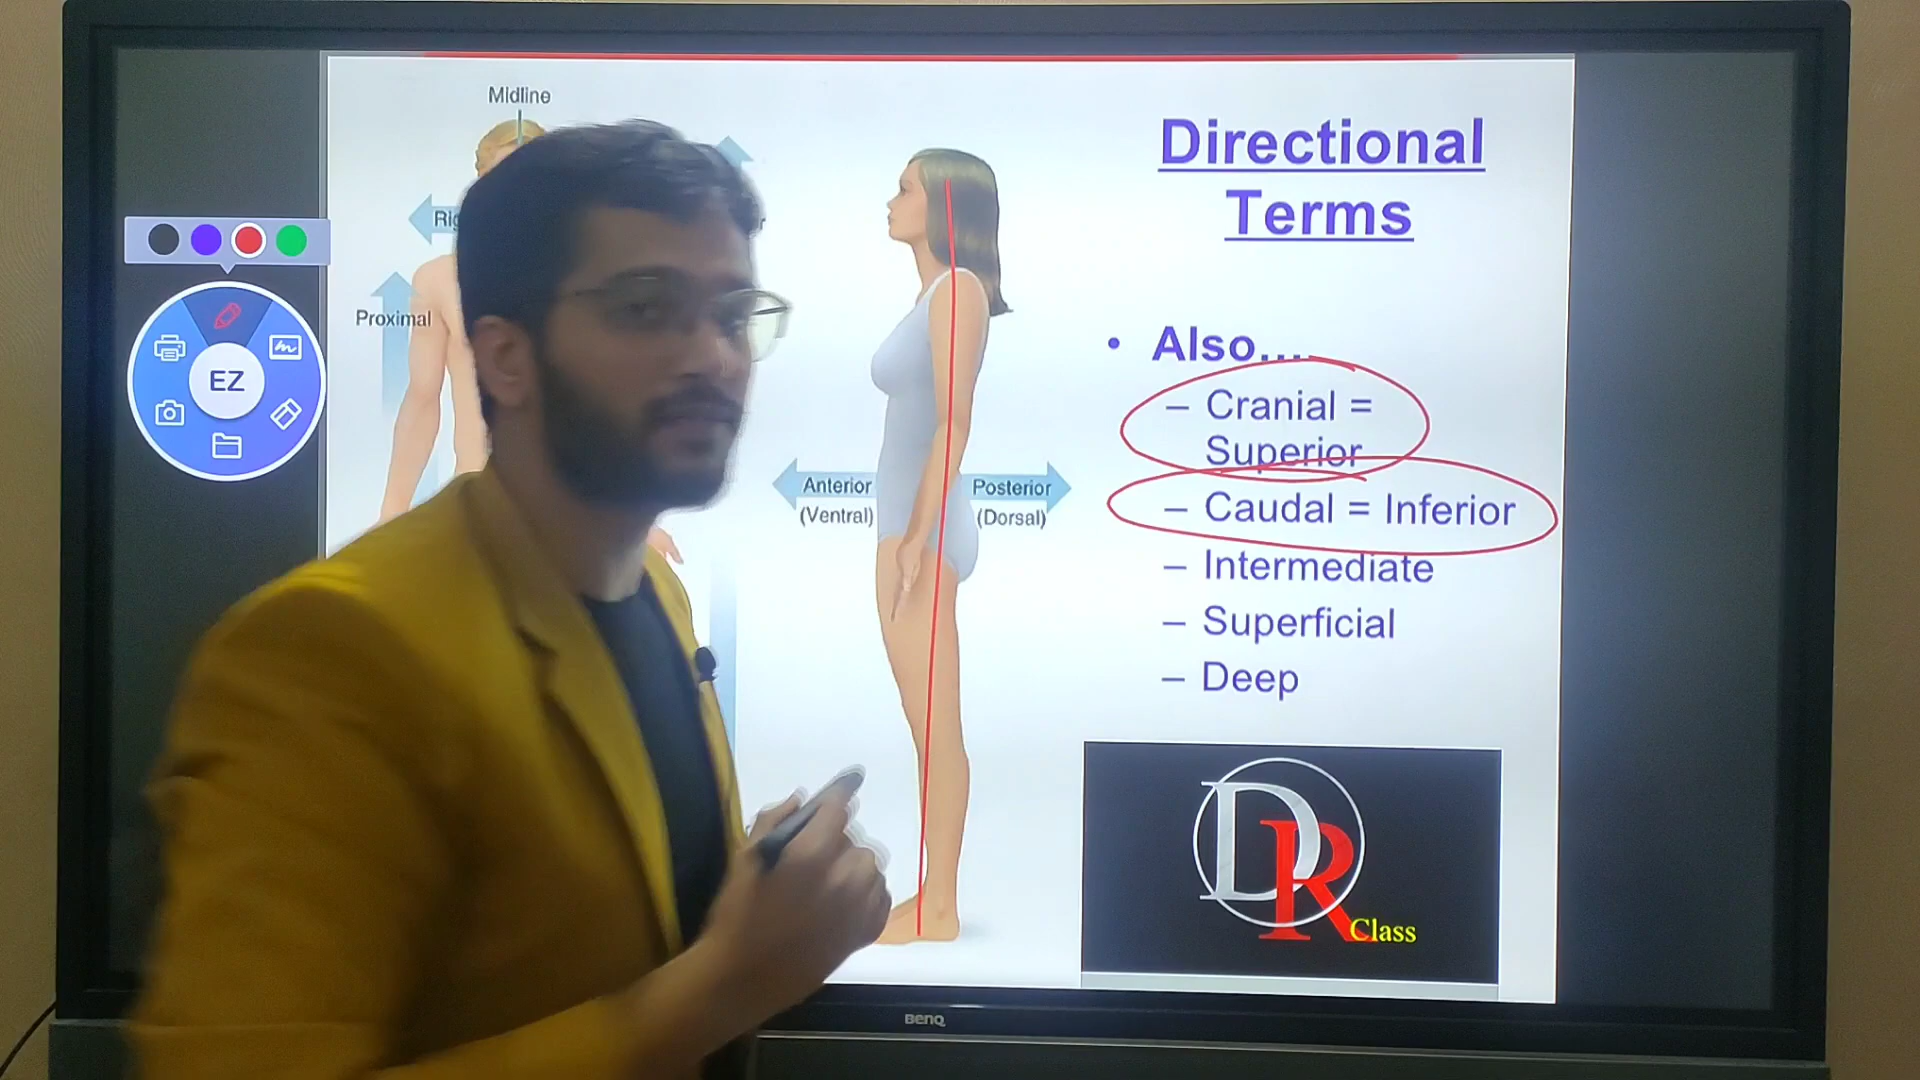 Midline
Directional
Terms
Proximal
• Also....
– Cranial =
Superior
– Caudal = Inferior
– Intermediate
– Superficial
– Deep
Anterior
(Ventral)
Posterior
(Dorsal)
EZ
DR
Class
BenQ